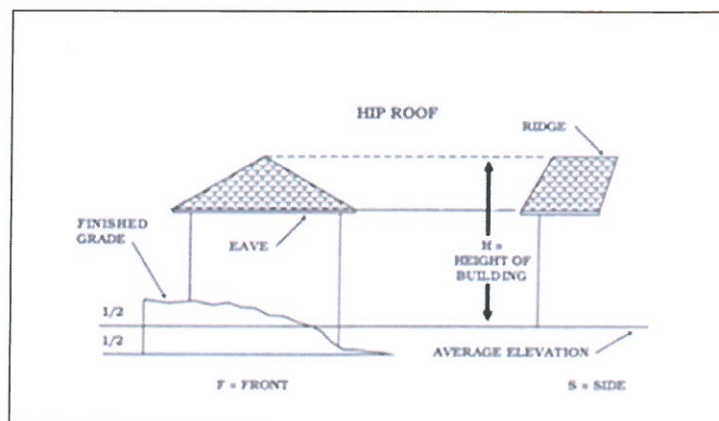 HIP ROOF
RIDGE
FINISHED
GRADE
EAVE
H =
HEIGHT OF
BUILDING
1/2
1/2
AVERAGE ELEVATION
F = FRONT
S = SIDE